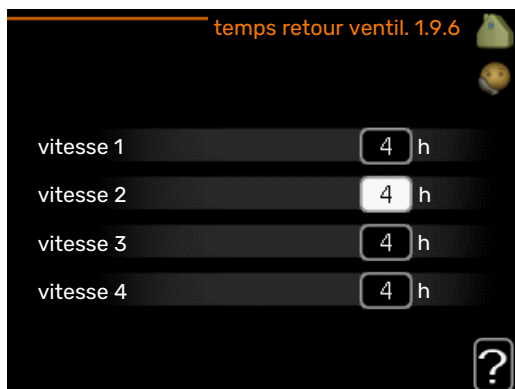 temps retour ventil. 1.9.6
vitesse 1 4 h
vitesse 2 4 h
vitesse 3 4 h
vitesse 4 4 h
?